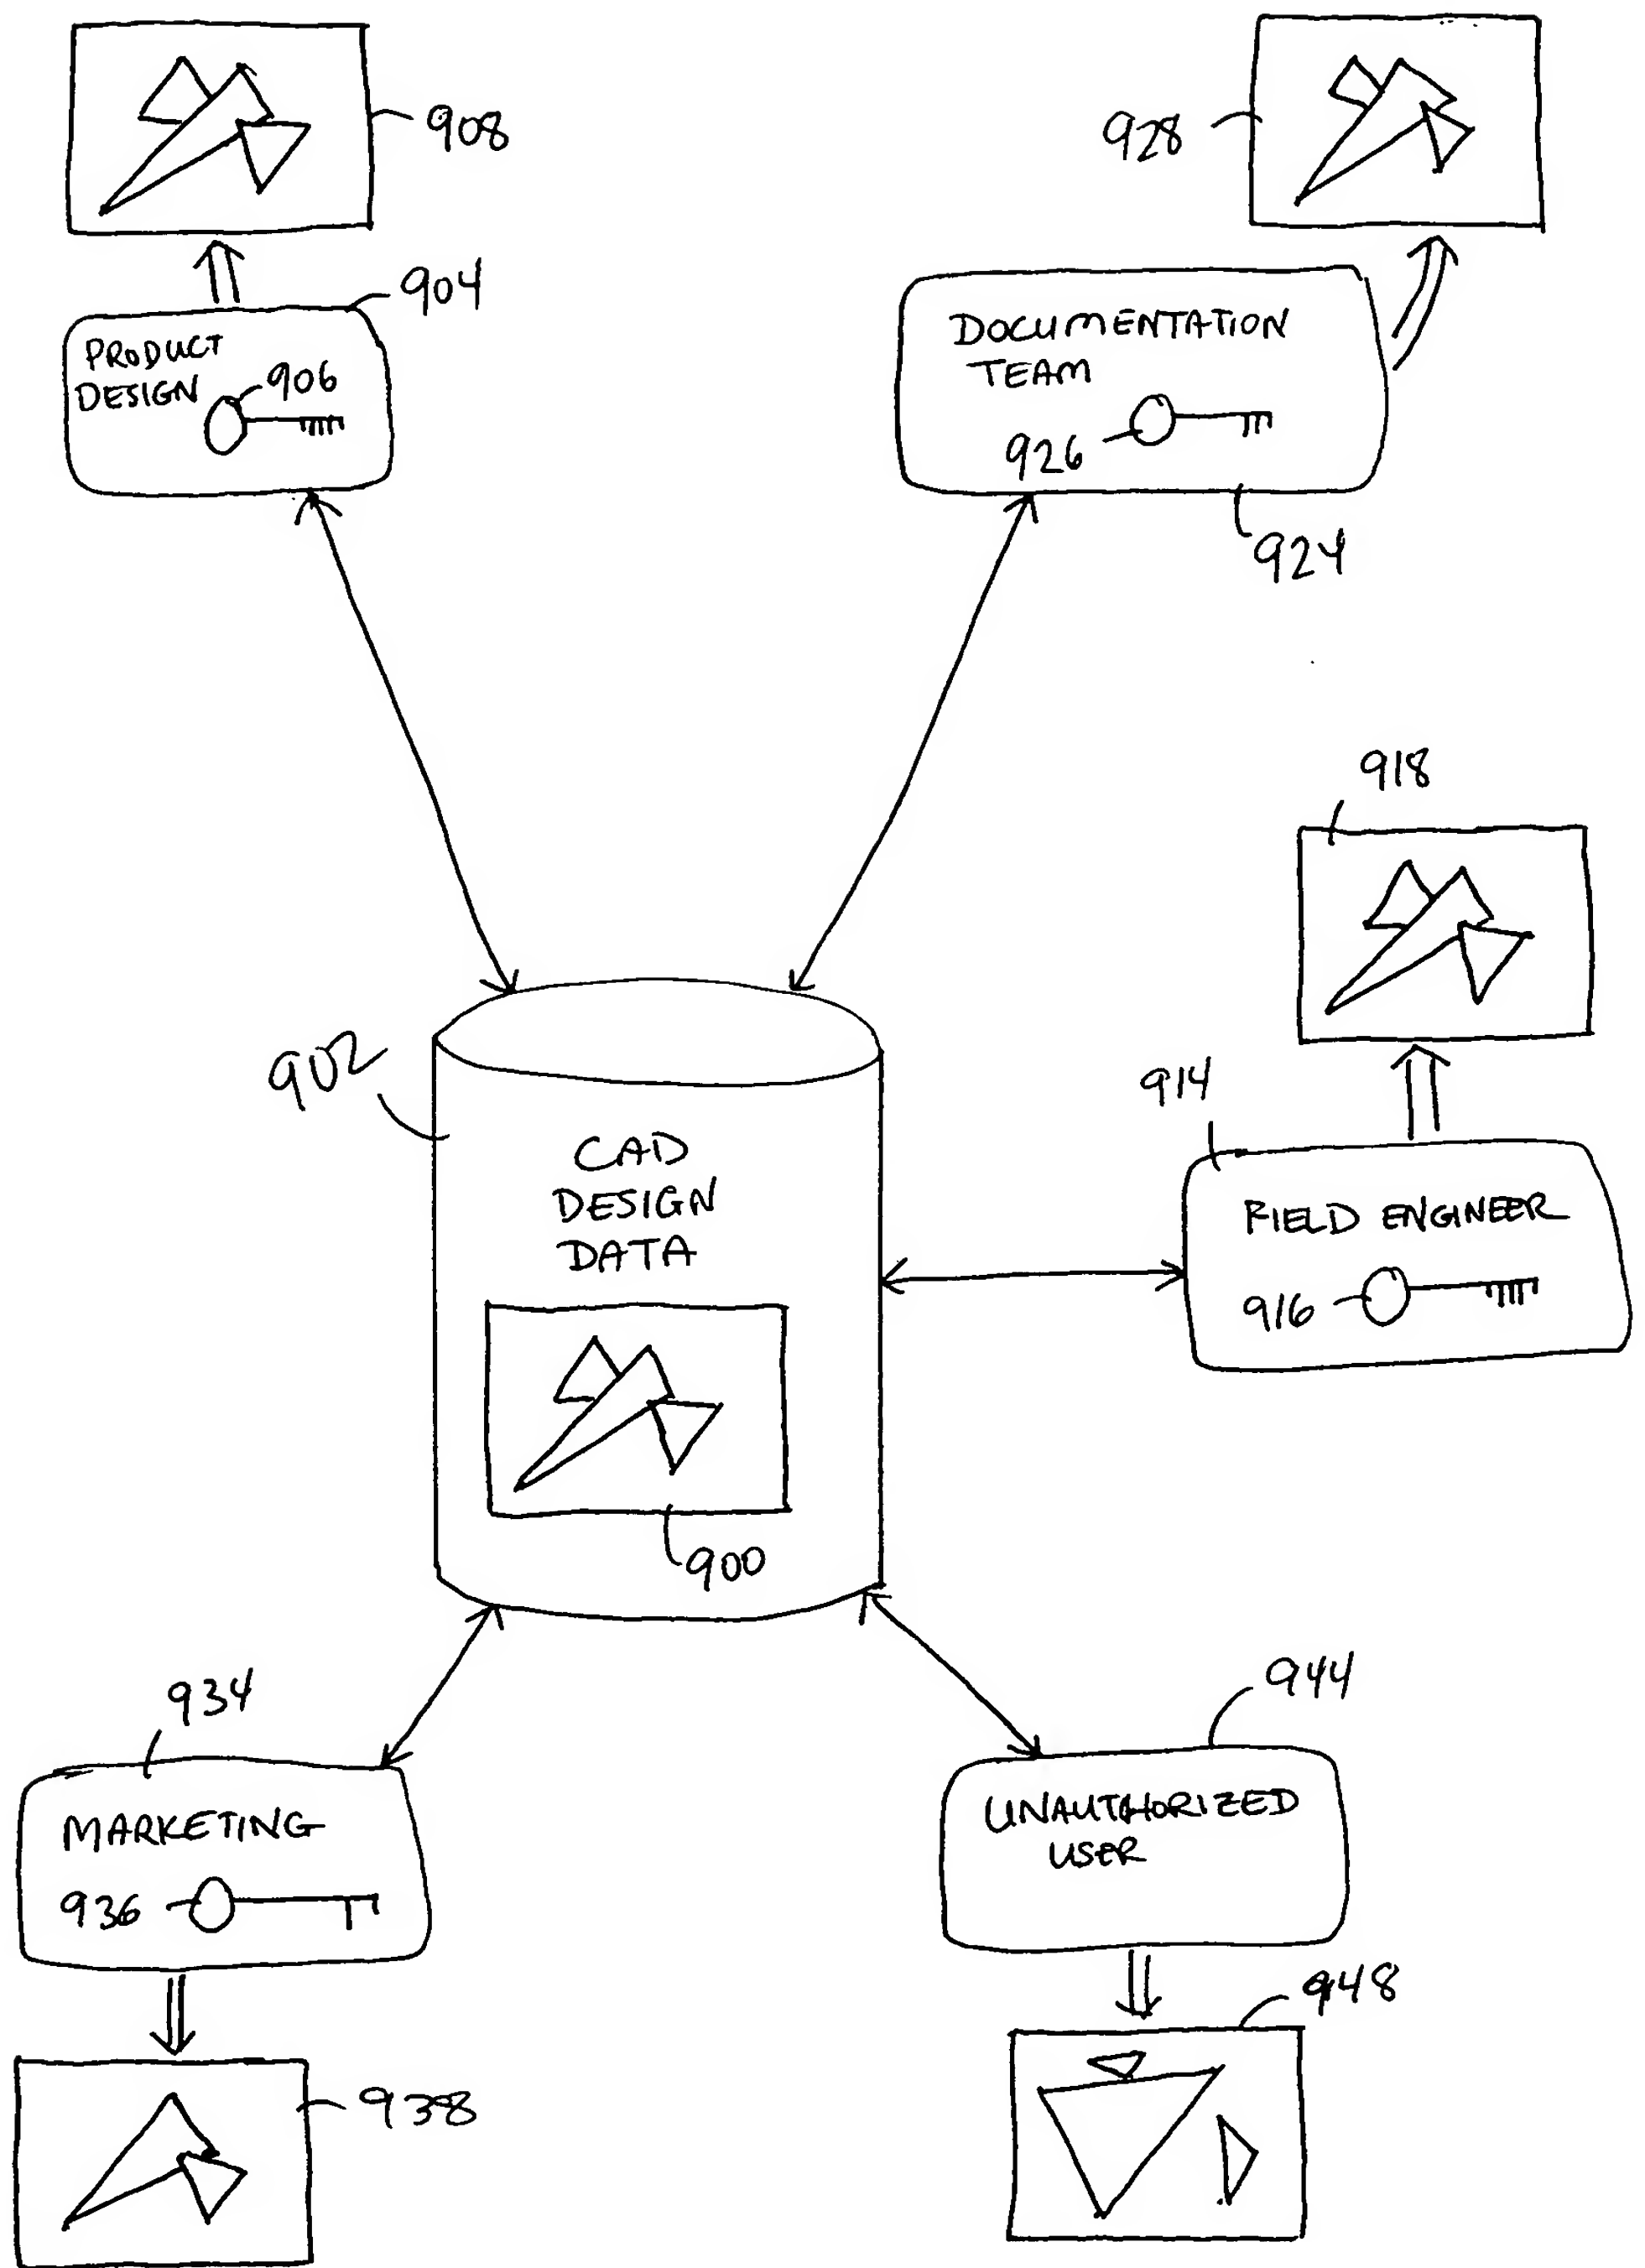 908
928
904
PRODUCT
DESIGN
906
DOCUMENTATION
TEAM
926
924
918
902
914
CAD
DESIGN
DATA
FIELD ENGINEER
916
900
934
944
MARKETING
936
UNAUTHORIZED
USER
948
938